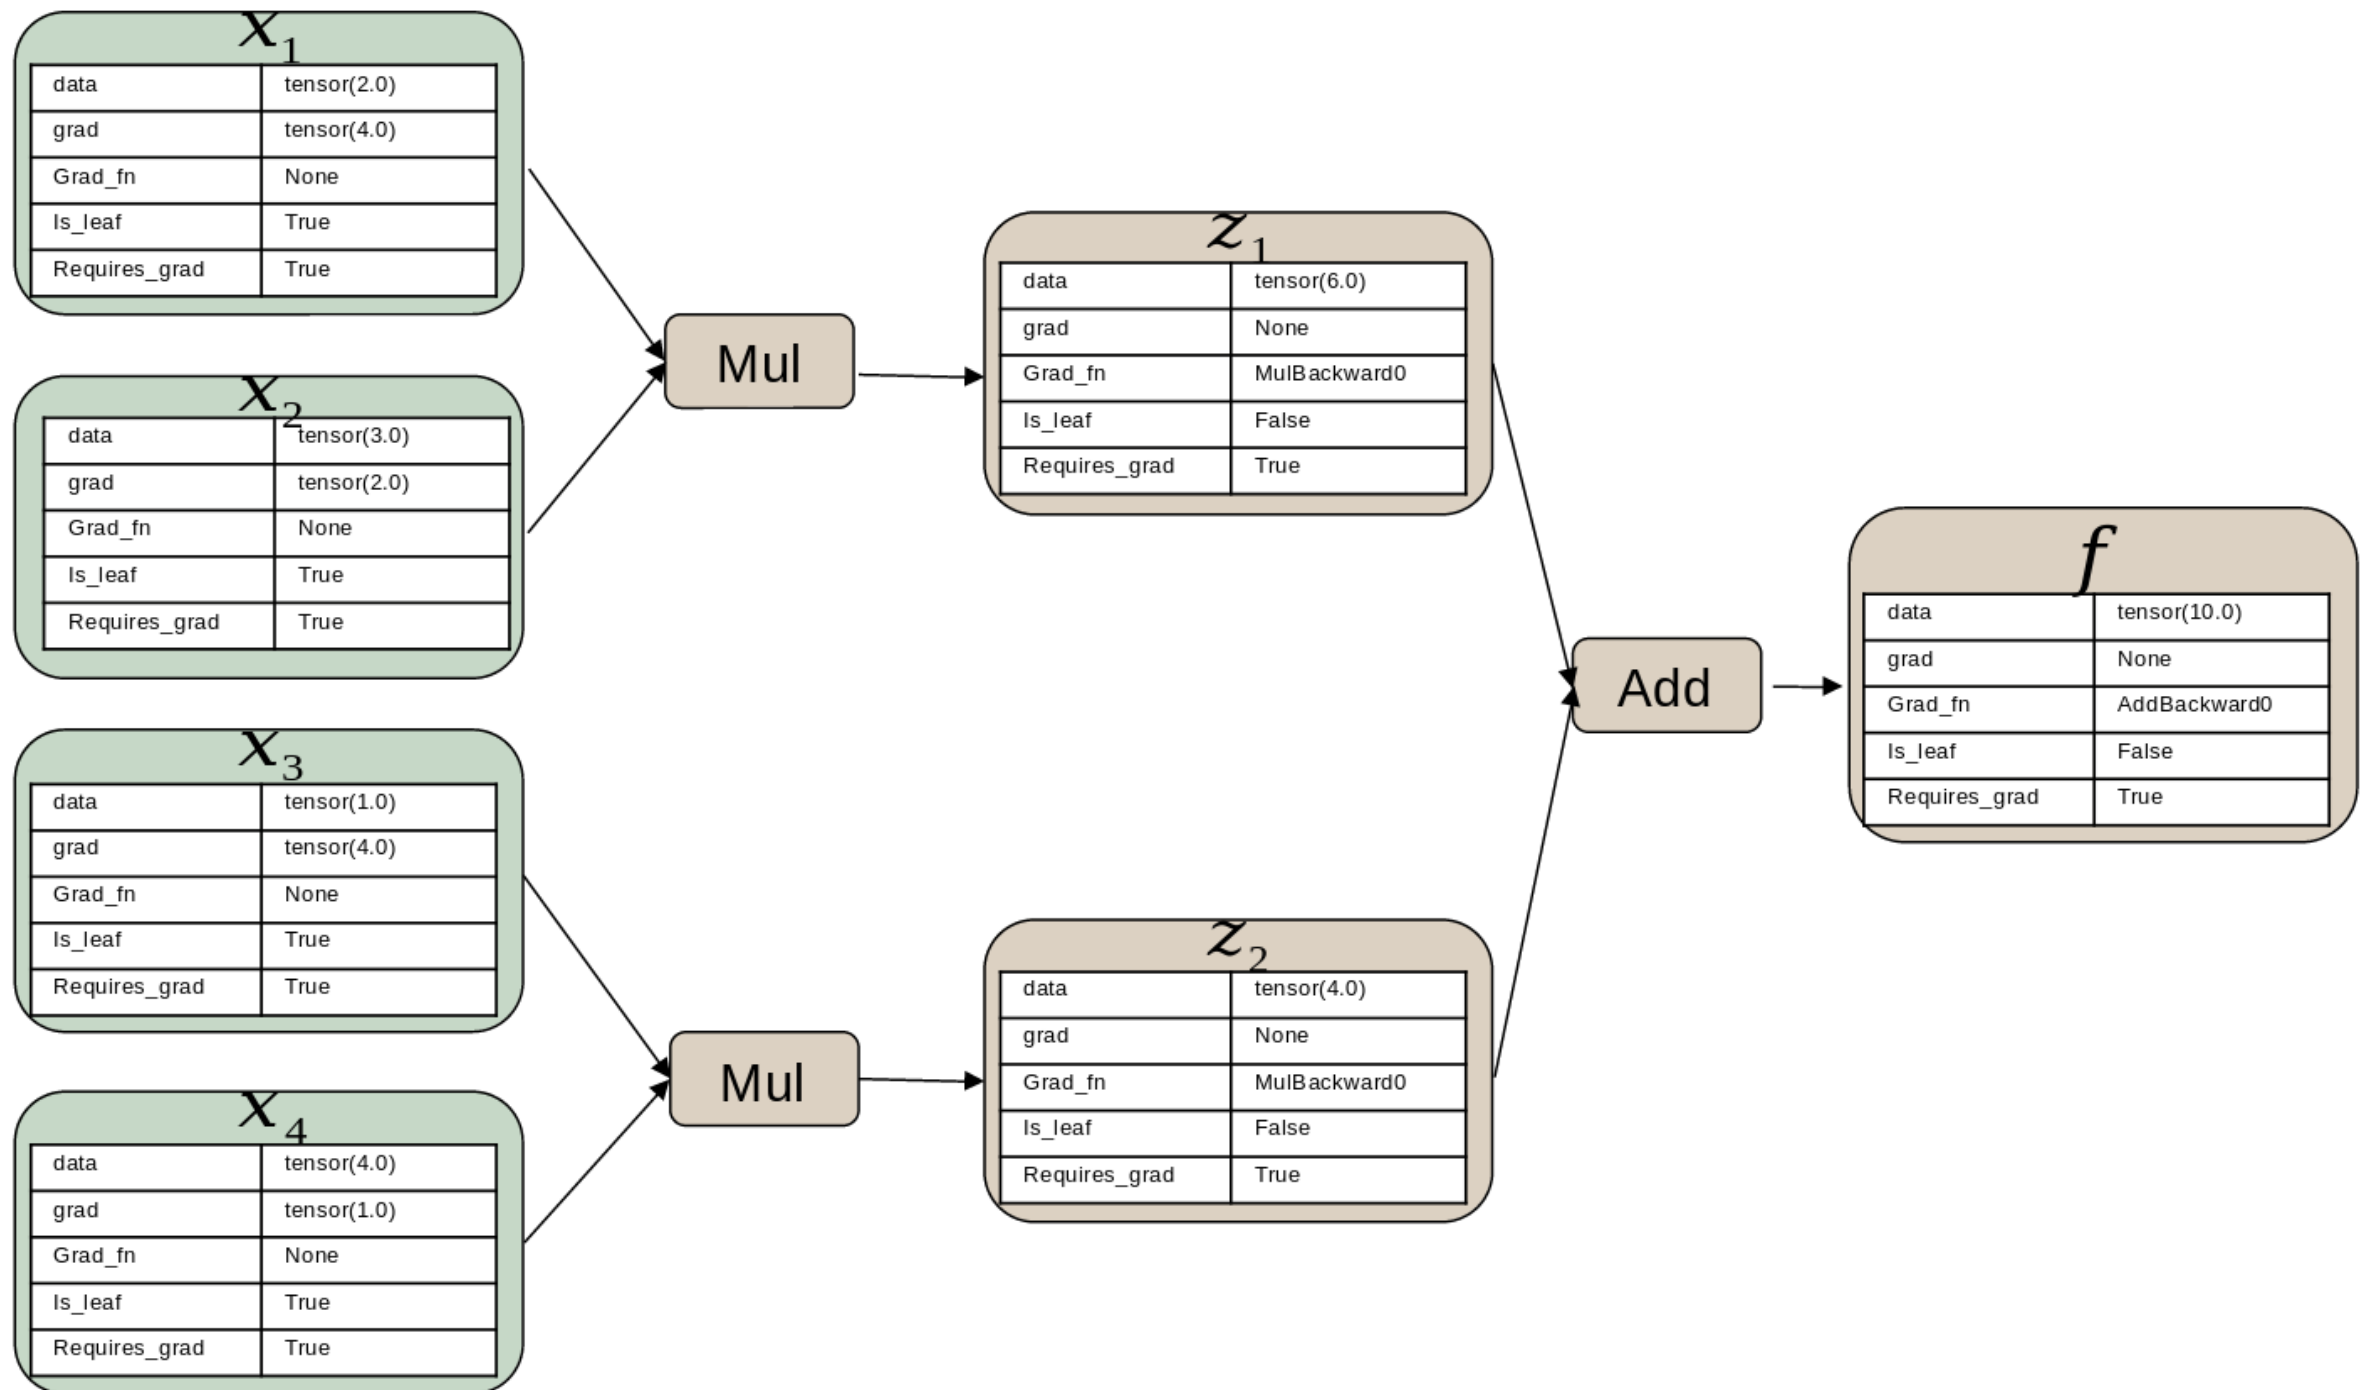 x1
data tensor(2.0)
grad tensor(4.0)
Grad_fn None
Is_leaf True
Requires_grad True
x2
data tensor(3.0)
grad tensor(2.0)
Grad_fn None
Is_leaf True
Requires_grad True
x3
data tensor(1.0)
grad tensor(4.0)
Grad_fn None
Is_leaf True
Requires_grad True
x4
data tensor(4.0)
grad tensor(1.0)
Grad_fn None
Is_leaf True
Requires_grad True
Mul
Mul
z1
data tensor(6.0)
grad None
Grad_fn MulBackward0
Is_leaf False
Requires_grad True
z2
data tensor(4.0)
grad None
Grad_fn MulBackward0
Is_leaf False
Requires_grad True
Add
f
data tensor(10.0)
grad None
Grad_fn AddBackward0
Is_leaf False
Requires_grad True